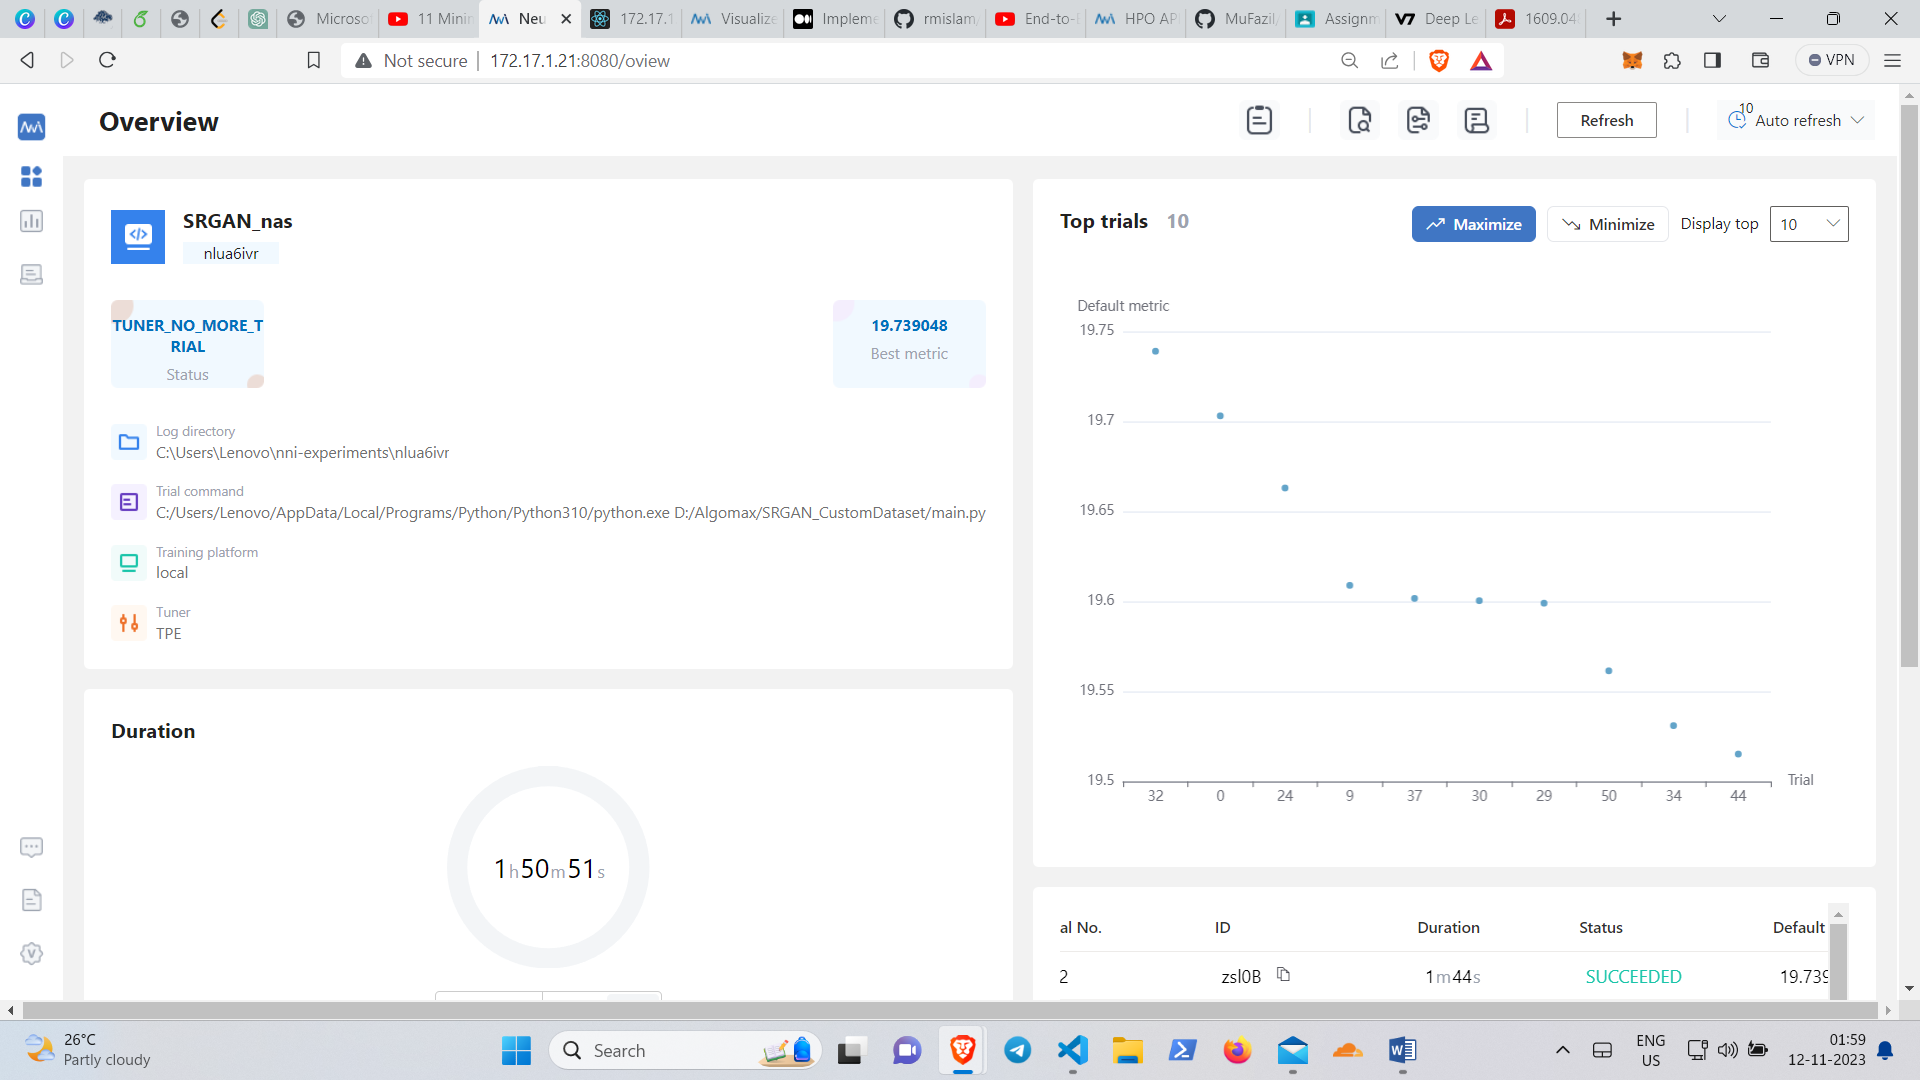 Microso
11 Minin
Neu
172.17.1
Visualize
Impleme
rmislam/
End-to-E
HPO AP
MuFazil/
Assignm
Deep Le
1609.04
Not secure
172.17.1.21:8080/oview
VPN
Overview
Refresh
10
Auto refresh
SRGAN_nas
nlua6ivr
TUNER_NO_MORE_T
RIAL
Status
19.739048
Best metric
Log directory
C:\Users\Lenovo\nni-experiments\nlua6ivr
Trial command
C:/Users/Lenovo/AppData/Local/Programs/Python/Python310/python.exe D:/Algomax/SRGAN_CustomDataset/main.py
Training platform
local
Tuner
TPE
Duration
1h50m51s
Top trials 10
Maximize
Minimize
Display top
10
Default metric
19.75
19.7
19.65
19.6
19.55
19.5
32 0 24 9 37 30 29 50 34 44
Trial
al No. ID Duration Status Default
2 zsl0B 1m44s SUCCEEDED 19.739
26°C
Partly cloudy
Search
ENG
US
01:59
12-11-2023